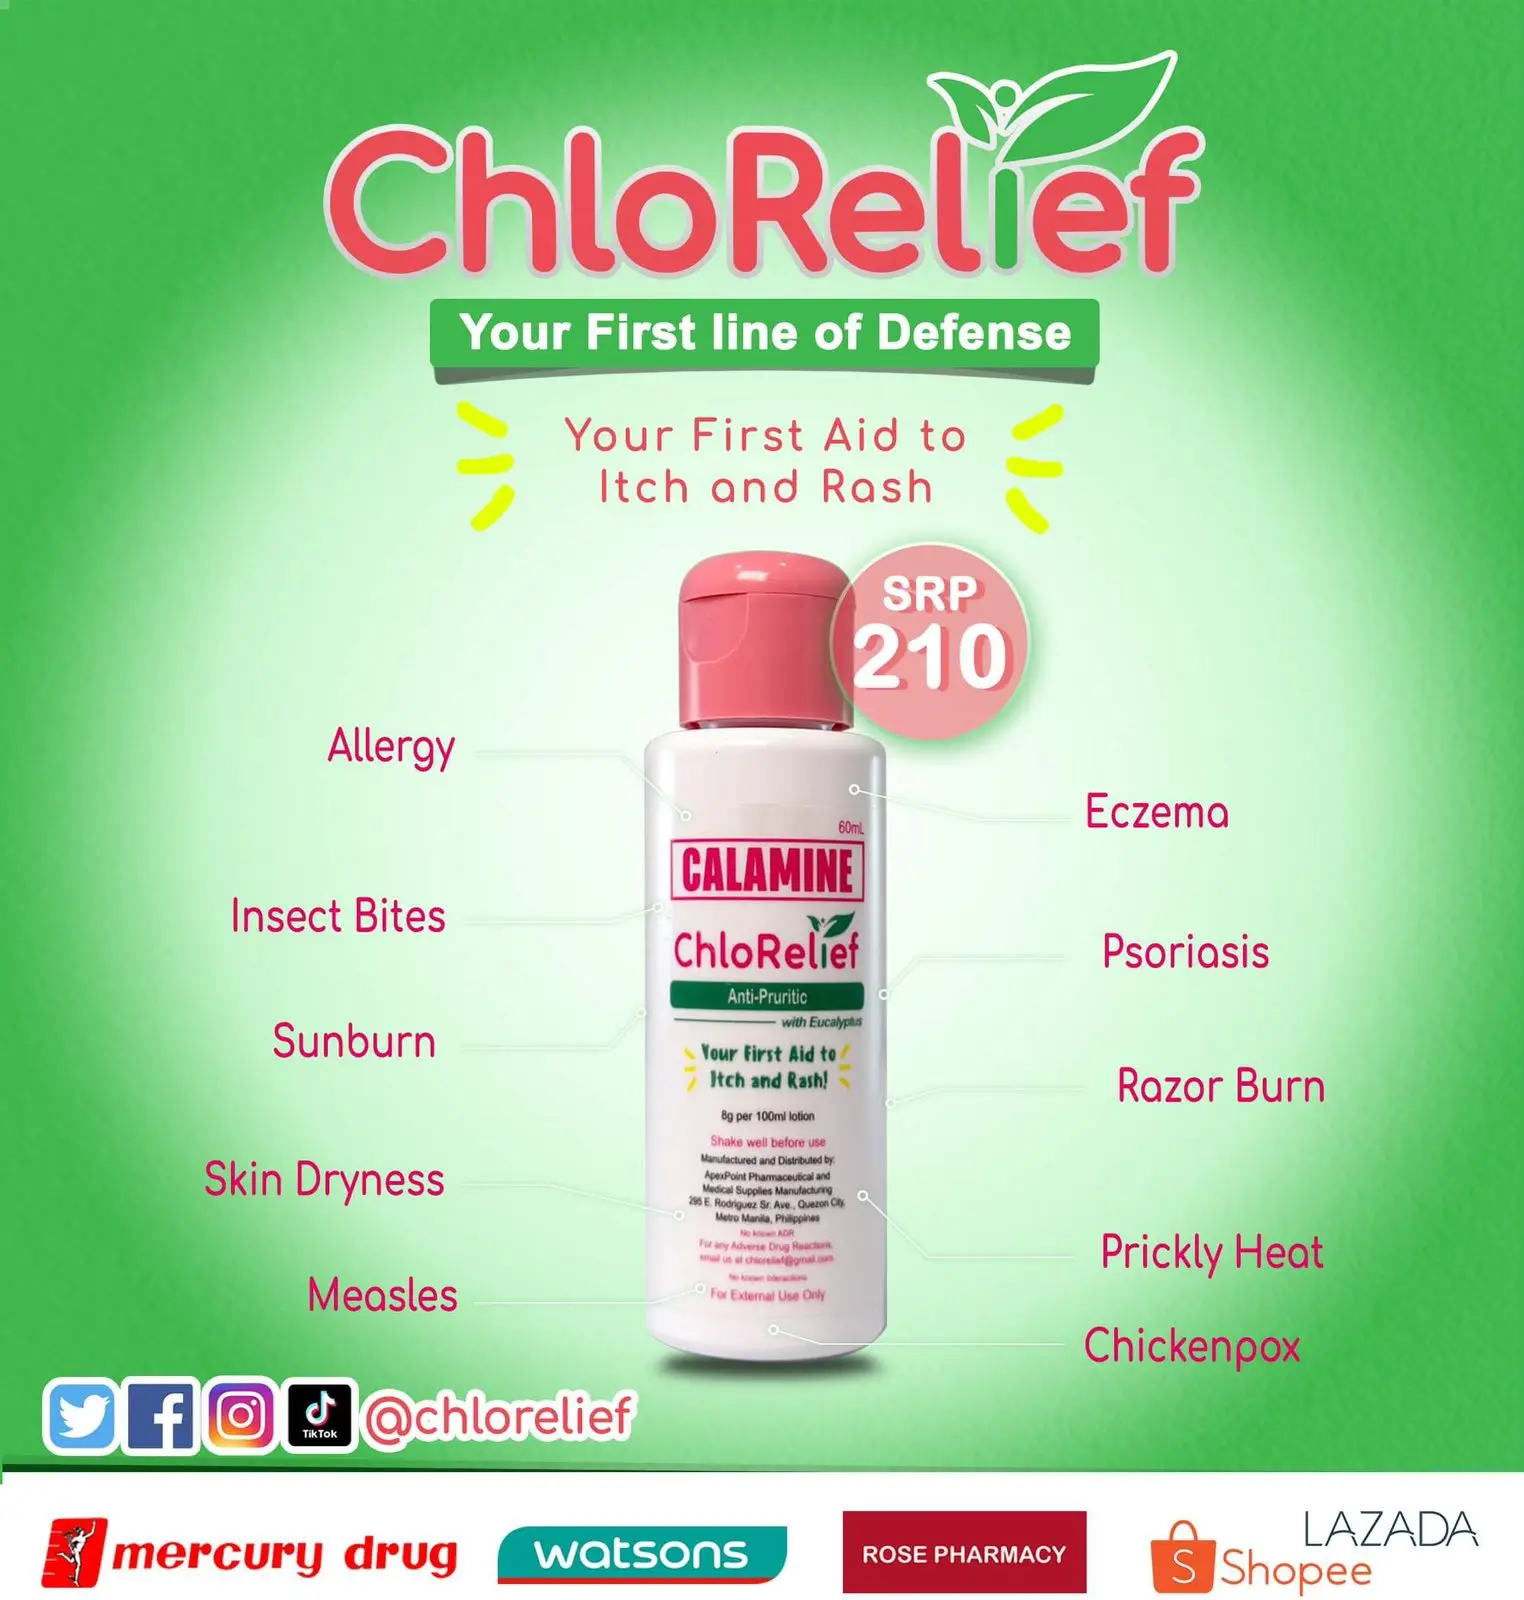 ChloRelief
Your First line of Defense
Your First Aid to
Itch and Rash
SRP
210
Allergy
Eczema
Insect Bites
Psoriasis
Sunburn
Razor Burn
Skin Dryness
Prickly Heat
Measles
Chickenpox
60mL
CALAMINE
ChloRelief
Anti-Pruritic
with Eucalyptus
Your First Aid to
Itch and Rash!
8g per 100ml lotion
Shake well before use
Manufactured and Distributed by:
ApexPoint Pharmaceutical and
Medical Supplies Manufacturing
295 E. Rodriguez Sr. Ave., Quezon City,
Metro Manila, Philippines
No known ADR
For any Adverse Drug Reactions,
email us at chlorelief@gmail.com
No known Interactions
For External Use Only
TikTok
@chlorelief
mercury drug
watsons
ROSE PHARMACY
LAZADA
Shopee